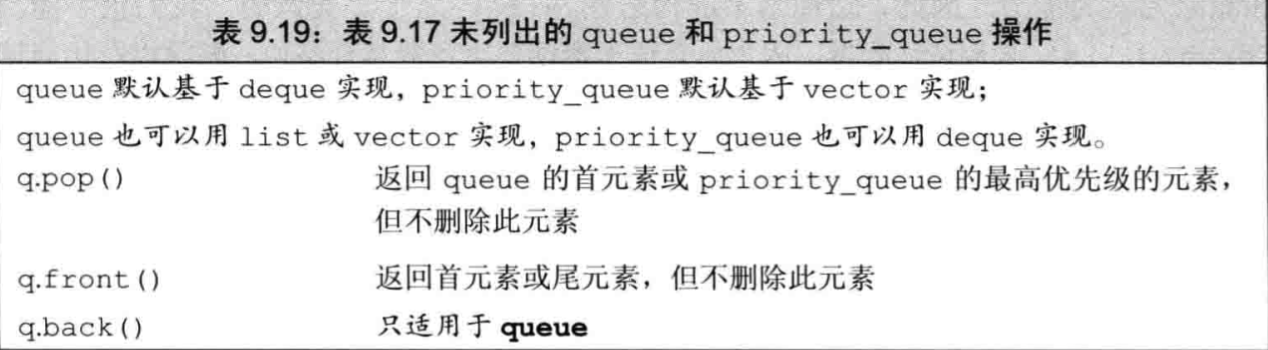 表 9.19：表 9.17 未列出的 queue 和 priority_queue 操作
queue 默认基于 deque 实现，priority_queue 默认基于 vector 实现；
queue 也可以用 list 或 vector 实现，priority_queue 也可以用 deque 实现。
q.pop() 返回 queue 的首元素或 priority_queue 的最高优先级的元素，
但不删除此元素
q.front() 返回首元素或尾元素，但不删除此元素
q.back() 只适用于 queue